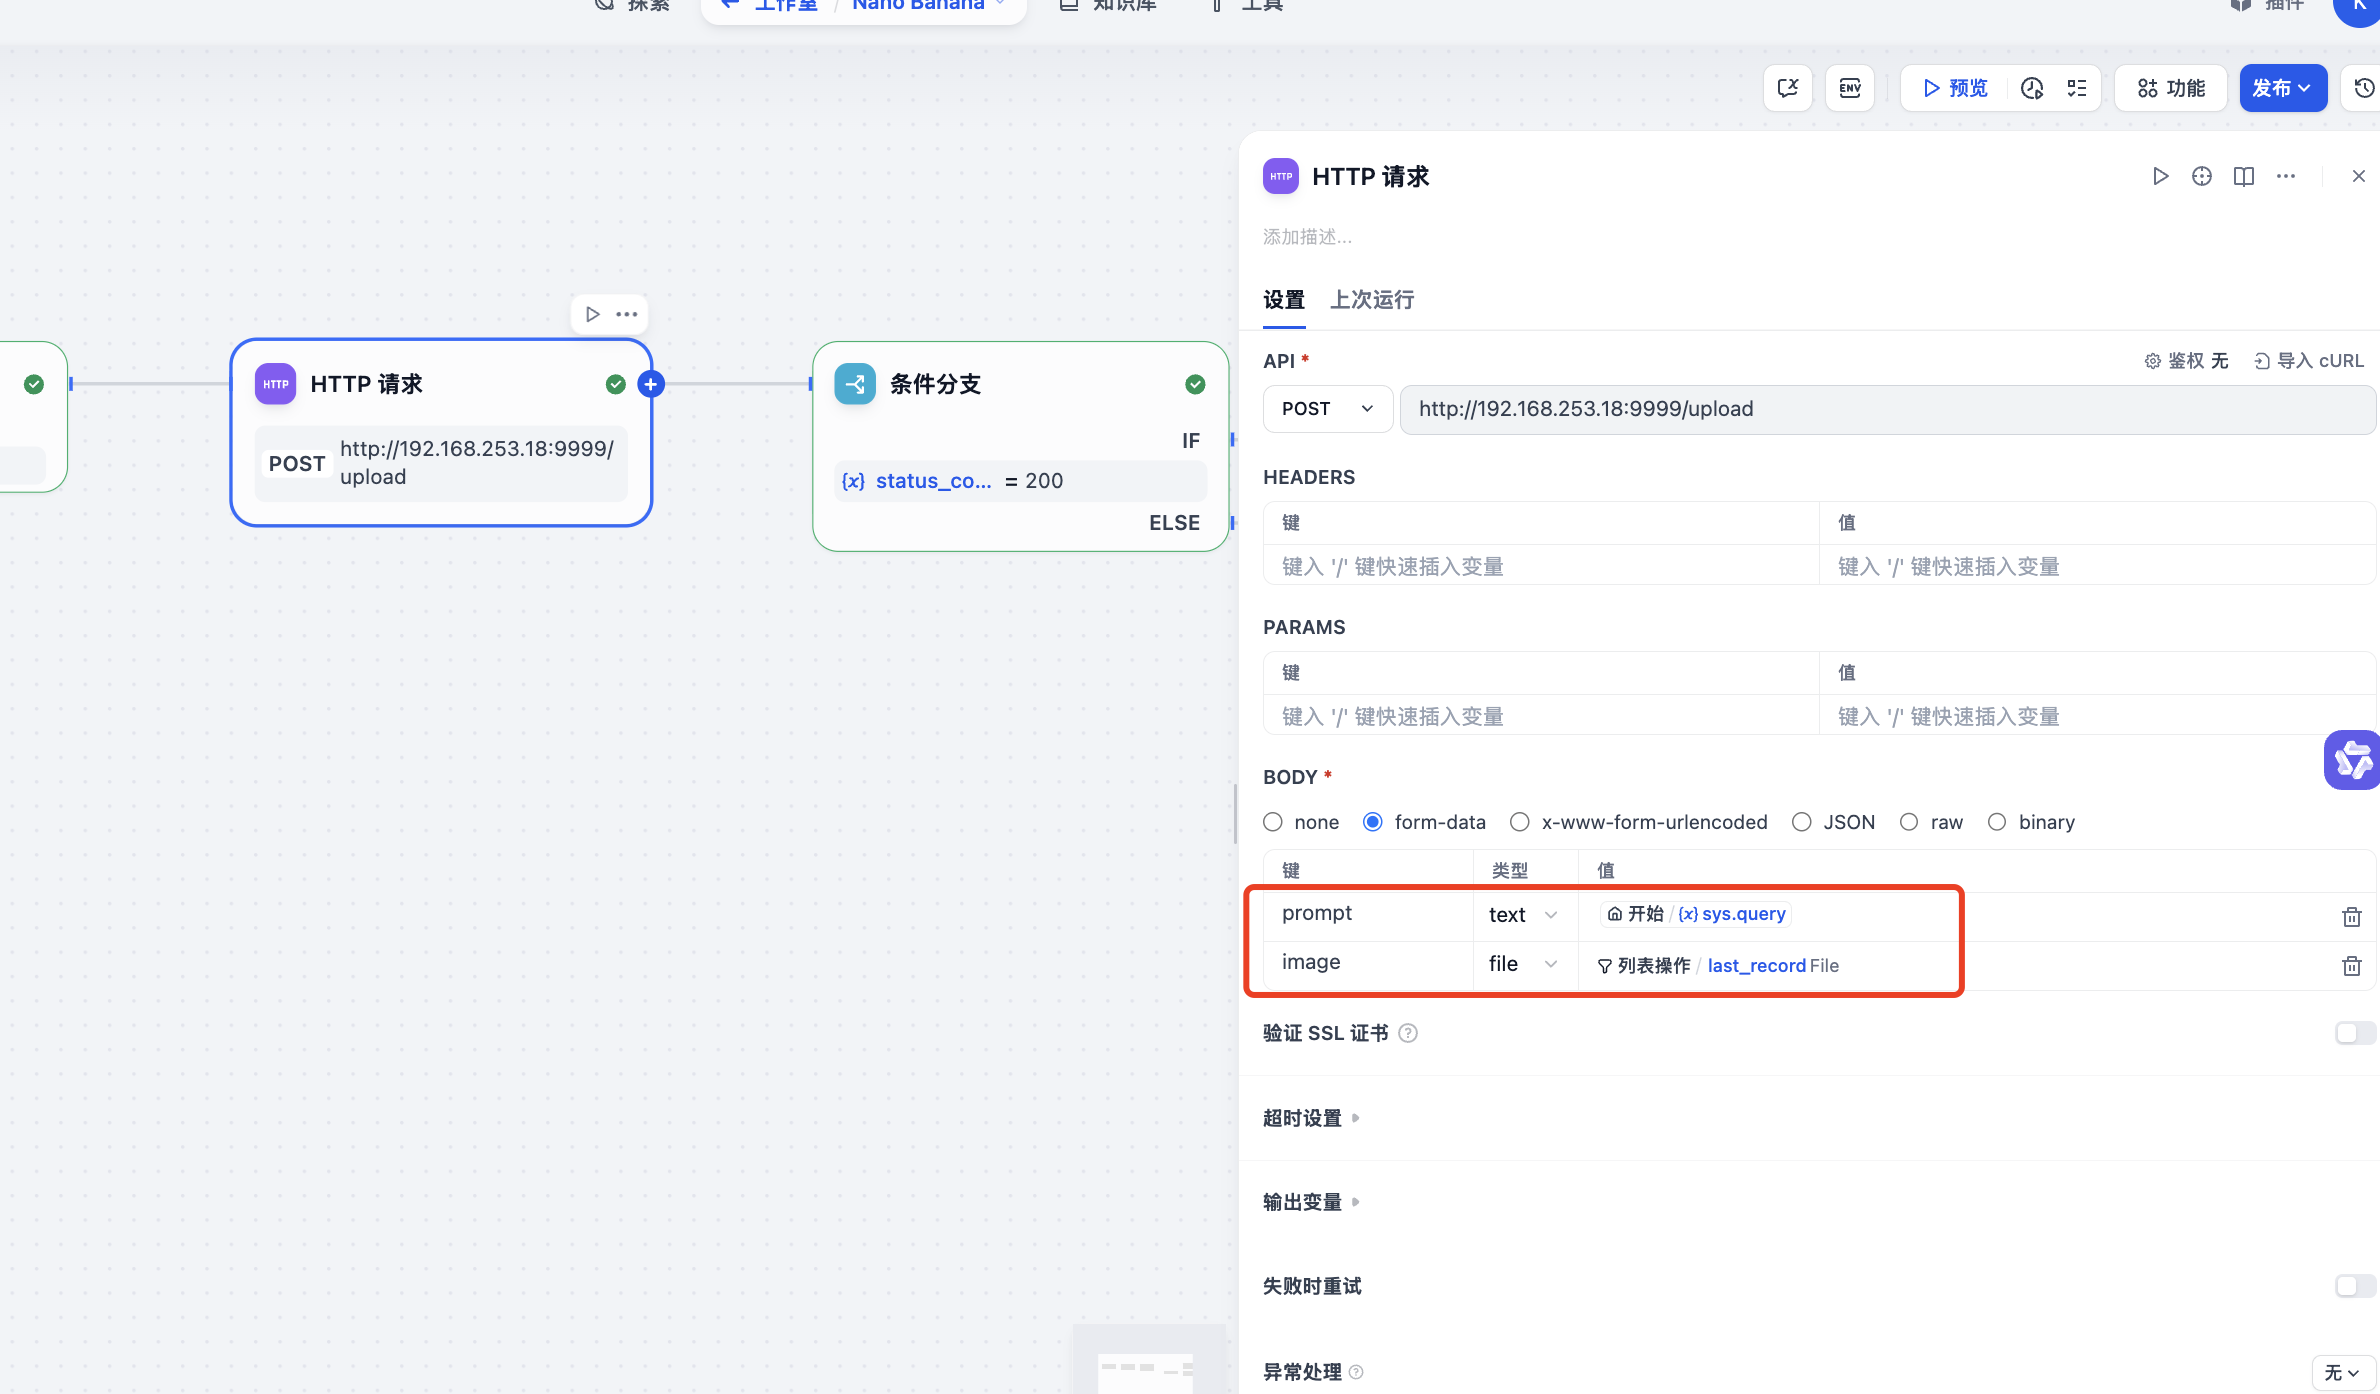 探索
工作室 / Nano Banana
知识库
工具
插件
K
ENV
预览
功能
发布
HTTP 请求
POST
http://192.168.253.18:9999/
upload
条件分支
IF
{x} status_co... = 200
ELSE
HTTP
HTTP 请求
添加描述...
设置
上次运行
API *
鉴权 无
导入 cURL
POST
http://192.168.253.18:9999/upload
HEADERS
键
值
键入 '/' 键快速插入变量
键入 '/' 键快速插入变量
PARAMS
键
值
键入 '/' 键快速插入变量
键入 '/' 键快速插入变量
BODY *
none
form-data
x-www-form-urlencoded
JSON
raw
binary
键
类型
值
prompt
text
开始 / {x} sys.query
image
file
列表操作 / last_record File
验证 SSL 证书
超时设置
输出变量
失败时重试
异常处理
无